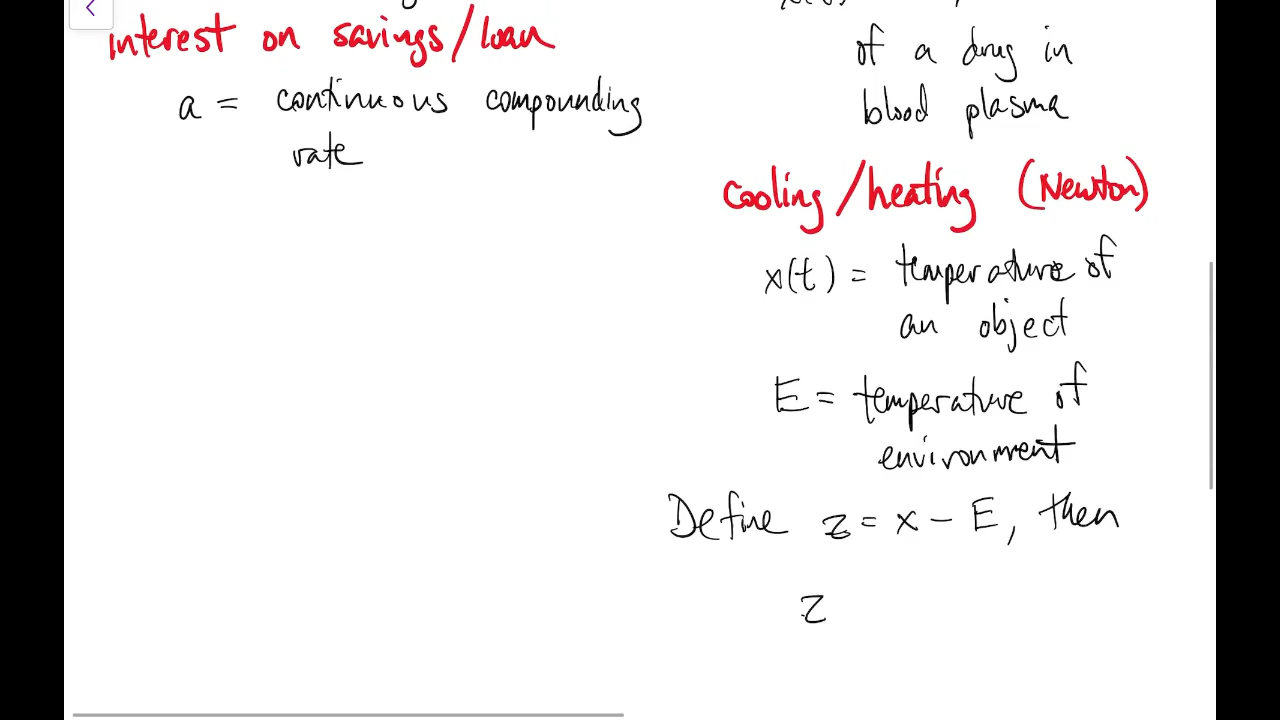 interest on savings/loan
a = continuous compounding
rate
of a drug in
blood plasma
cooling/heating (Newton)
x(t) = temperature of
an object
E = temperature of
environment
Define z = x - E, then
z